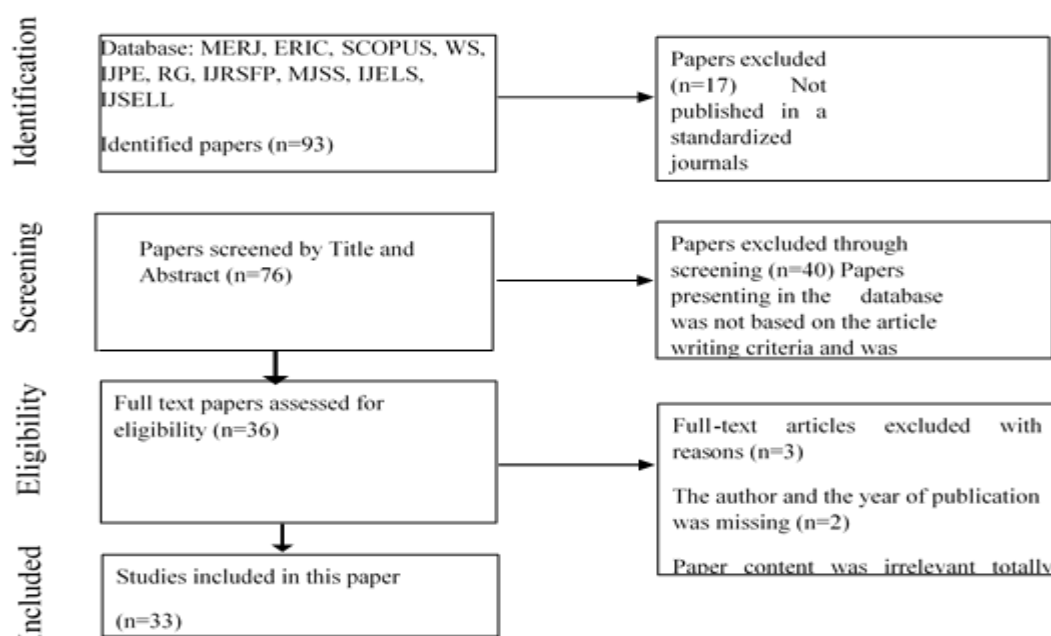 Identification
Database: MERJ, ERIC, SCOPUS, WS,
IJPE, RG, IJRSFP, MJSS, IJELS,
IJSELL
Identified papers (n=93)
Papers excluded
(n=17) Not
published in a
standardized
journals
Screening
Papers screened by Title and
Abstract (n=76)
Papers excluded through
screening (n=40) Papers
presenting in the database
was not based on the article
writing criteria and was
Eligibility
Full text papers assessed for
eligibility (n=36)
Full-text articles excluded with
reasons (n=3)
The author and the year of publication
was missing (n=2)
Paper content was irrelevant totally
Included
Studies included in this paper
(n=33)